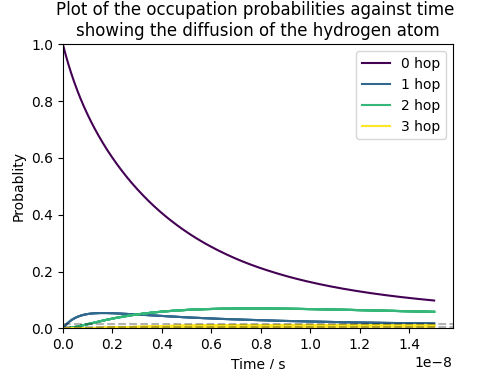 Plot of the occupation probabilities against time
showing the diffusion of the hydrogen atom
1.0
0.8
0.6
0.4
0.2
0.0
Probablity
0 hop
1 hop
2 hop
3 hop
0.0 0.2 0.4 0.6 0.8 1.0 1.2 1.4
1e−8
Time / s